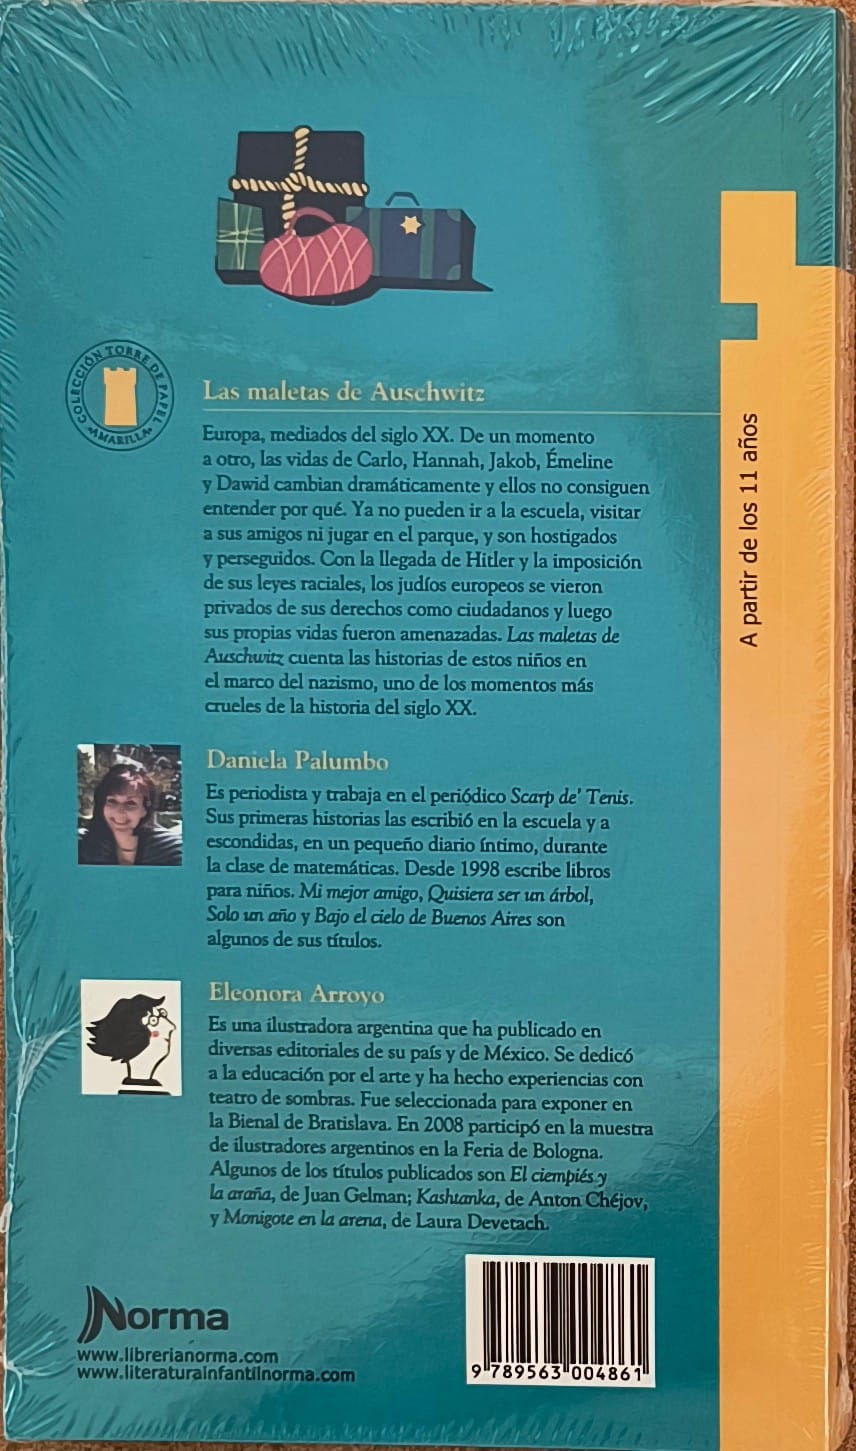 COLECCIÓN TORRE DE PAPEL
AMARILLA
Las maletas de Auschwitz
Europa, mediados del siglo XX. De un momento
a otro, las vidas de Carlo, Hannah, Jakob, Émeline
y Dawid cambian dramáticamente y ellos no consiguen
entender por qué. Ya no pueden ir a la escuela, visitar
a sus amigos ni jugar en el parque, y son hostigados
y perseguidos. Con la llegada de Hitler y la imposición
de sus leyes raciales, los judíos europeos se vieron
privados de sus derechos como ciudadanos y luego
sus propias vidas fueron amenazadas. Las maletas de
Auschwitz cuenta las historias de estos niños en
el marco del nazismo, uno de los momentos más
crueles de la historia del siglo XX.
A partir de los 11 años
Daniela Palumbo
Es periodista y trabaja en el periódico Scarp de' Tenis.
Sus primeras historias las escribió en la escuela y a
escondidas, en un pequeño diario íntimo, durante
la clase de matemáticas. Desde 1998 escribe libros
para niños. Mi mejor amigo, Quisiera ser un árbol,
Solo un año y Bajo el cielo de Buenos Aires son
algunos de sus títulos.
Eleonora Arroyo
Es una ilustradora argentina que ha publicado en
diversas editoriales de su país y de México. Se dedicó
a la educación por el arte y ha hecho experiencias con
teatro de sombras. Fue seleccionada para exponer en
la Bienal de Bratislava. En 2008 participó en la muestra
de ilustradores argentinos en la Feria de Bologna.
Algunos de los títulos publicados son El ciempiés y
la araña, de Juan Gelman; Kashtanka, de Anton Chéjov,
y Monigote en la arena, de Laura Devetach.
Norma
www.librerianorma.com
www.literaturainfantilnorma.com
9 789563 004861